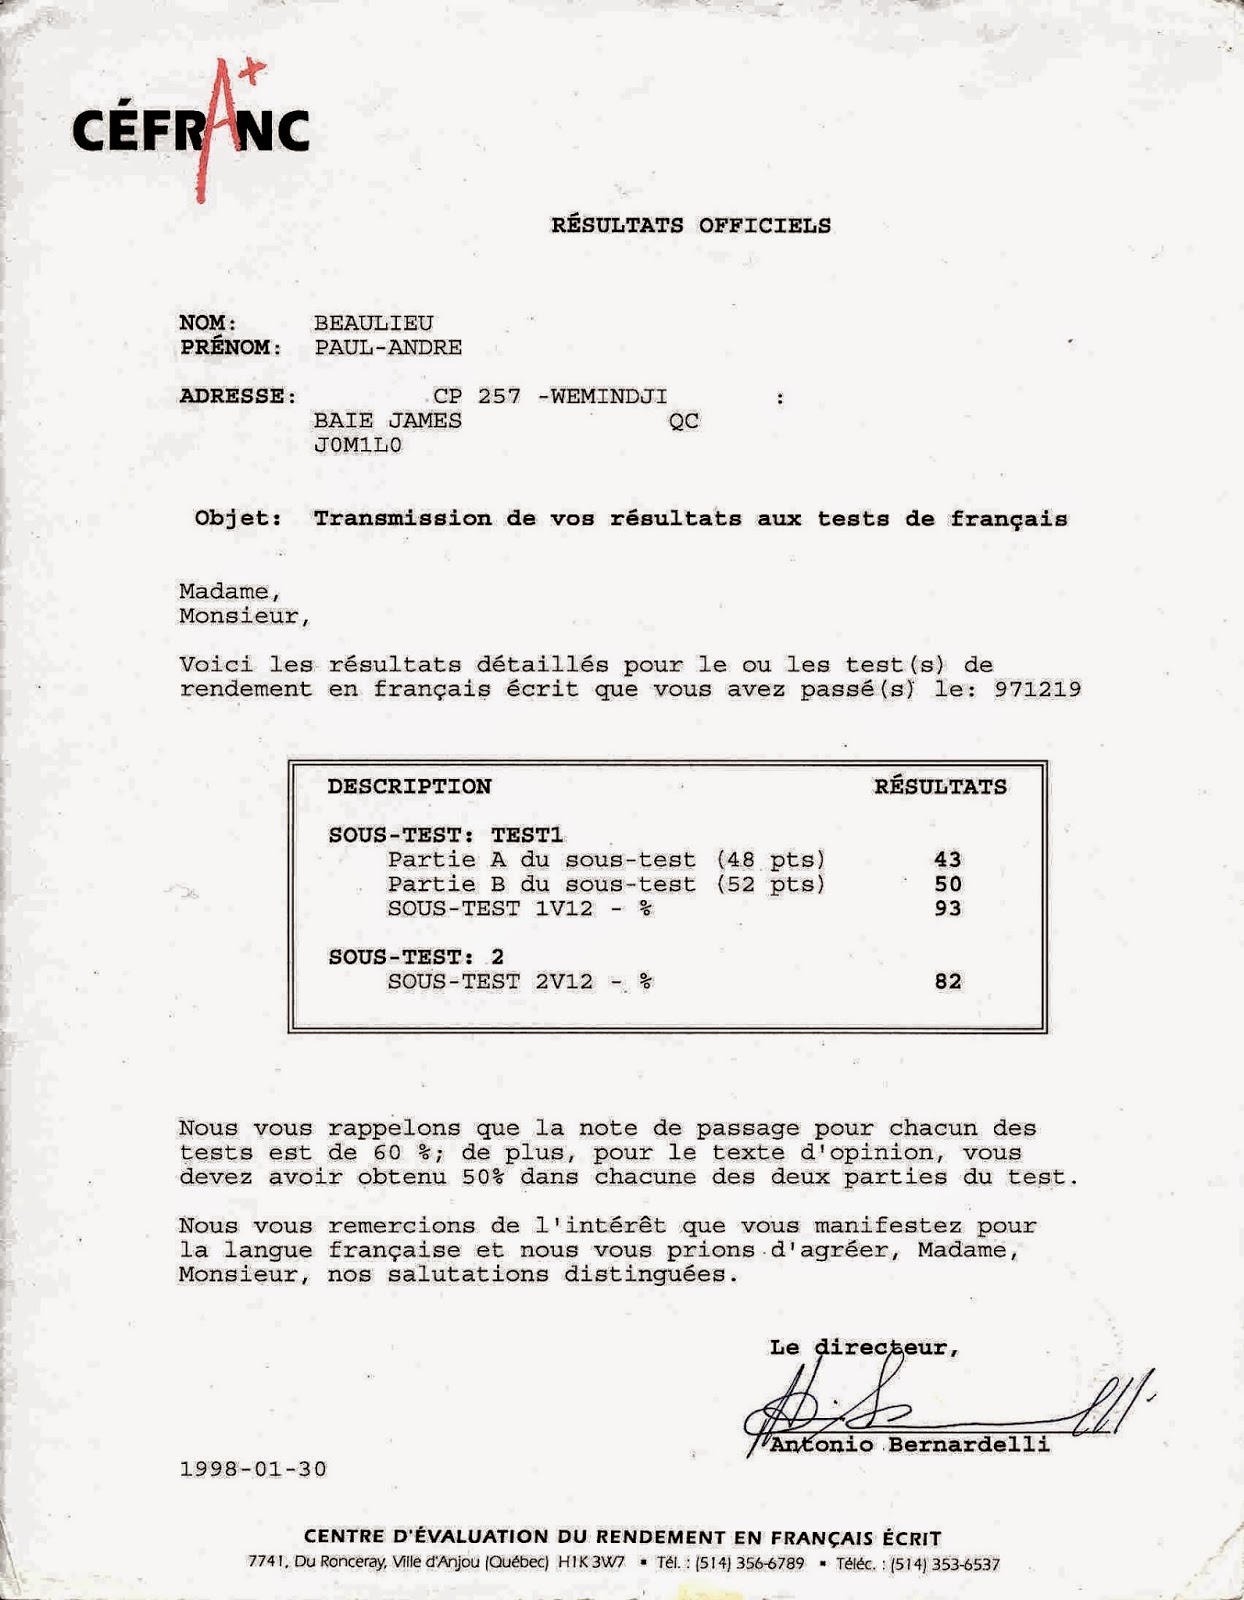 CÉFRANC A+
RÉSULTATS OFFICIELS
NOM: BEAULIEU
PRÉNOM: PAUL-ANDRE
ADRESSE: CP 257 -WEMINDJI :
BAIE JAMES QC
J0M1L0
Objet: Transmission de vos résultats aux tests de français
Madame,
Monsieur,
Voici les résultats détaillés pour le ou les test(s) de
rendement en français écrit que vous avez passé(s) le: 971219
DESCRIPTION RÉSULTATS
SOUS-TEST: TEST1
Partie A du sous-test (48 pts) 43
Partie B du sous-test (52 pts) 50
SOUS-TEST 1V12 - % 93
SOUS-TEST: 2
SOUS-TEST 2V12 - % 82
Nous vous rappelons que la note de passage pour chacun des
tests est de 60 %; de plus, pour le texte d'opinion, vous
devez avoir obtenu 50% dans chacune des deux parties du test.
Nous vous remercions de l'intérêt que vous manifestez pour
la langue française et nous vous prions d'agréer, Madame,
Monsieur, nos salutations distinguées.
Le directeur,
Antonio Bernardelli
1998-01-30
CENTRE D'ÉVALUATION DU RENDEMENT EN FRANÇAIS ÉCRIT
7741, Du Ronceray, Ville d'Anjou (Québec) H1K 3W7 ▪ Tél. : (514) 356-6789 ▪ Téléc. : (514) 353-6537